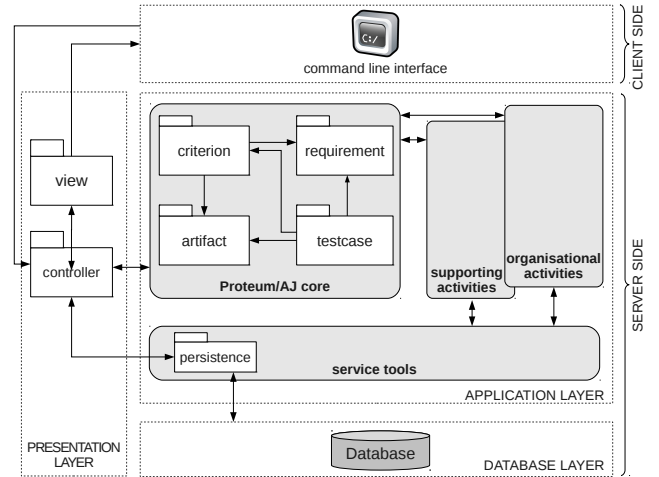 C:/
command line interface
CLIENT SIDE
view
controller
PRESENTATION
LAYER
criterion
requirement
artifact
testcase
Proteum/AJ core
supporting
activities
organisational
activities
persistence
service tools
APPLICATION LAYER
SERVER SIDE
Database
DATABASE LAYER